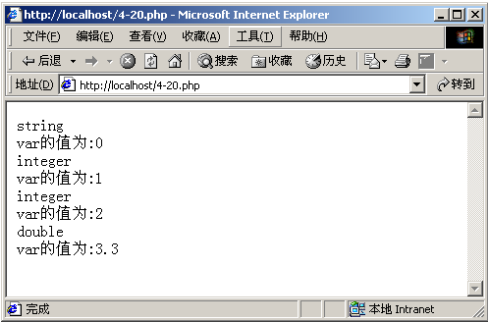 http://localhost/4-20.php - Microsoft Internet Explorer
文件(F) 编辑(E) 查看(V) 收藏(A) 工具(T) 帮助(H)
后退 搜索 收藏 历史
地址(D) http://localhost/4-20.php 转到
string
var的值为:0
integer
var的值为:1
integer
var的值为:2
double
var的值为:3.3
完成 本地 Intranet